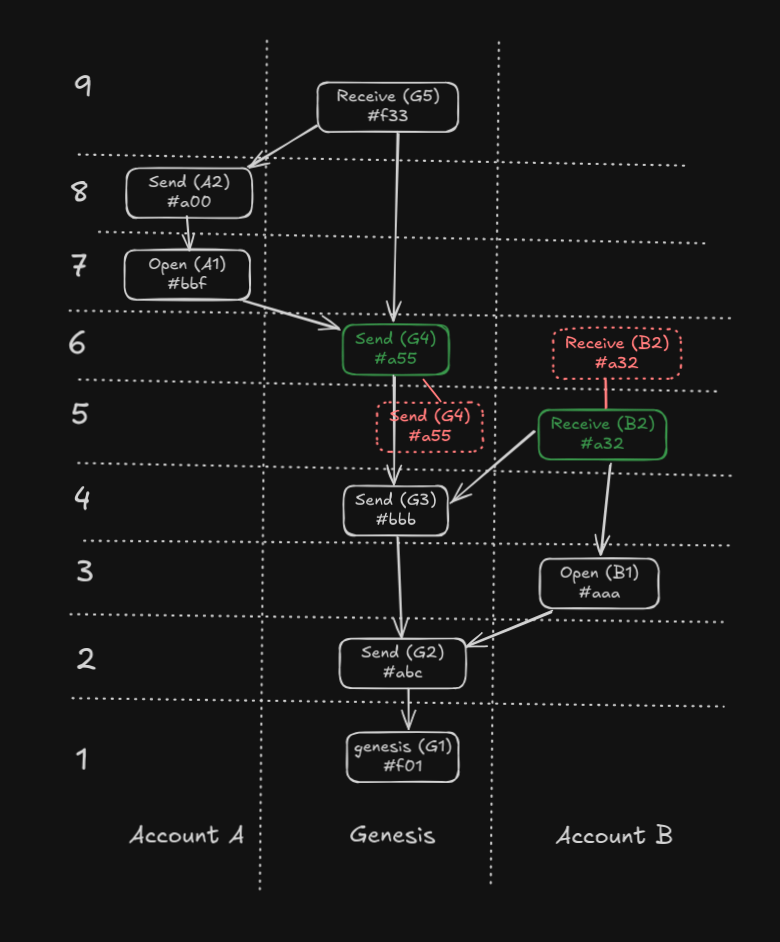 9
Receive (G5)
#f33
8
Send (A2)
#a00
7
Open (A1)
#bbf
6
Send (G4)
#a55
Receive (B2)
#a32
5
Send (G4)
#a55
Receive (B2)
#a32
4
Send (G3)
#bbb
3
Open (B1)
#aaa
2
Send (G2)
#abc
1
genesis (G1)
#f01
Account A
Genesis
Account B